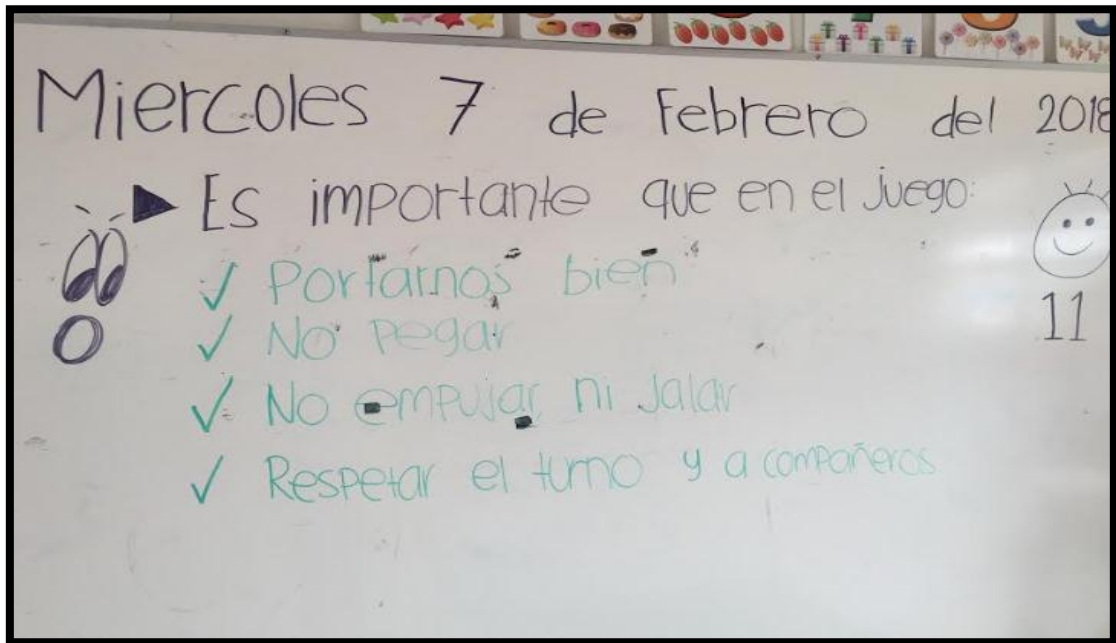 Miercoles 7 de Febrero del 2018
Es importante que en el juego:
✓ Portarnos bien
✓ No pegar
✓ No empujar ni Jalar
✓ Respetar el turno y a compañeros
0
11